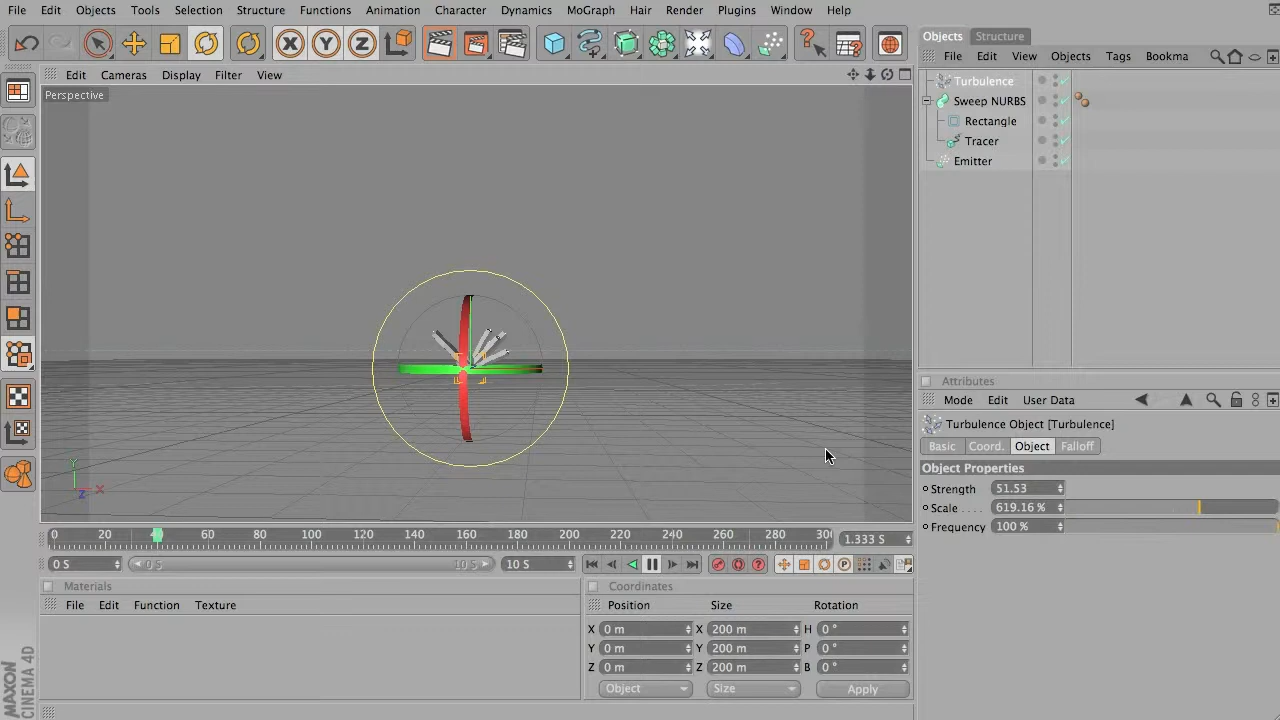 File Edit Objects Tools Selection Structure Functions Animation Character Dynamics MoGraph Hair Render Plugins Window Help
Objects Structure
File Edit View Objects Tags Bookma
Edit Cameras Display Filter View
Perspective
Turbulence
Sweep NURBS
Rectangle
Tracer
Emitter
X Y Z
Y
X
Z
Attributes
Mode Edit User Data
Turbulence Object [Turbulence]
Basic Coord. Object Falloff
Object Properties
Strength 51.53
Scale . . . . 619.16 %
Frequency 100 %
0 20 40 60 80 100 120 140 160 180 200 220 240 260 280 300 1.333 S
0 S 0 S 10 S 10 S
Materials
File Edit Function Texture
Coordinates
Position Size Rotation
X 0 m X 200 m H 0 °
Y 0 m Y 200 m P 0 °
Z 0 m Z 200 m B 0 °
Object Size Apply
MAXON
CINEMA 4D